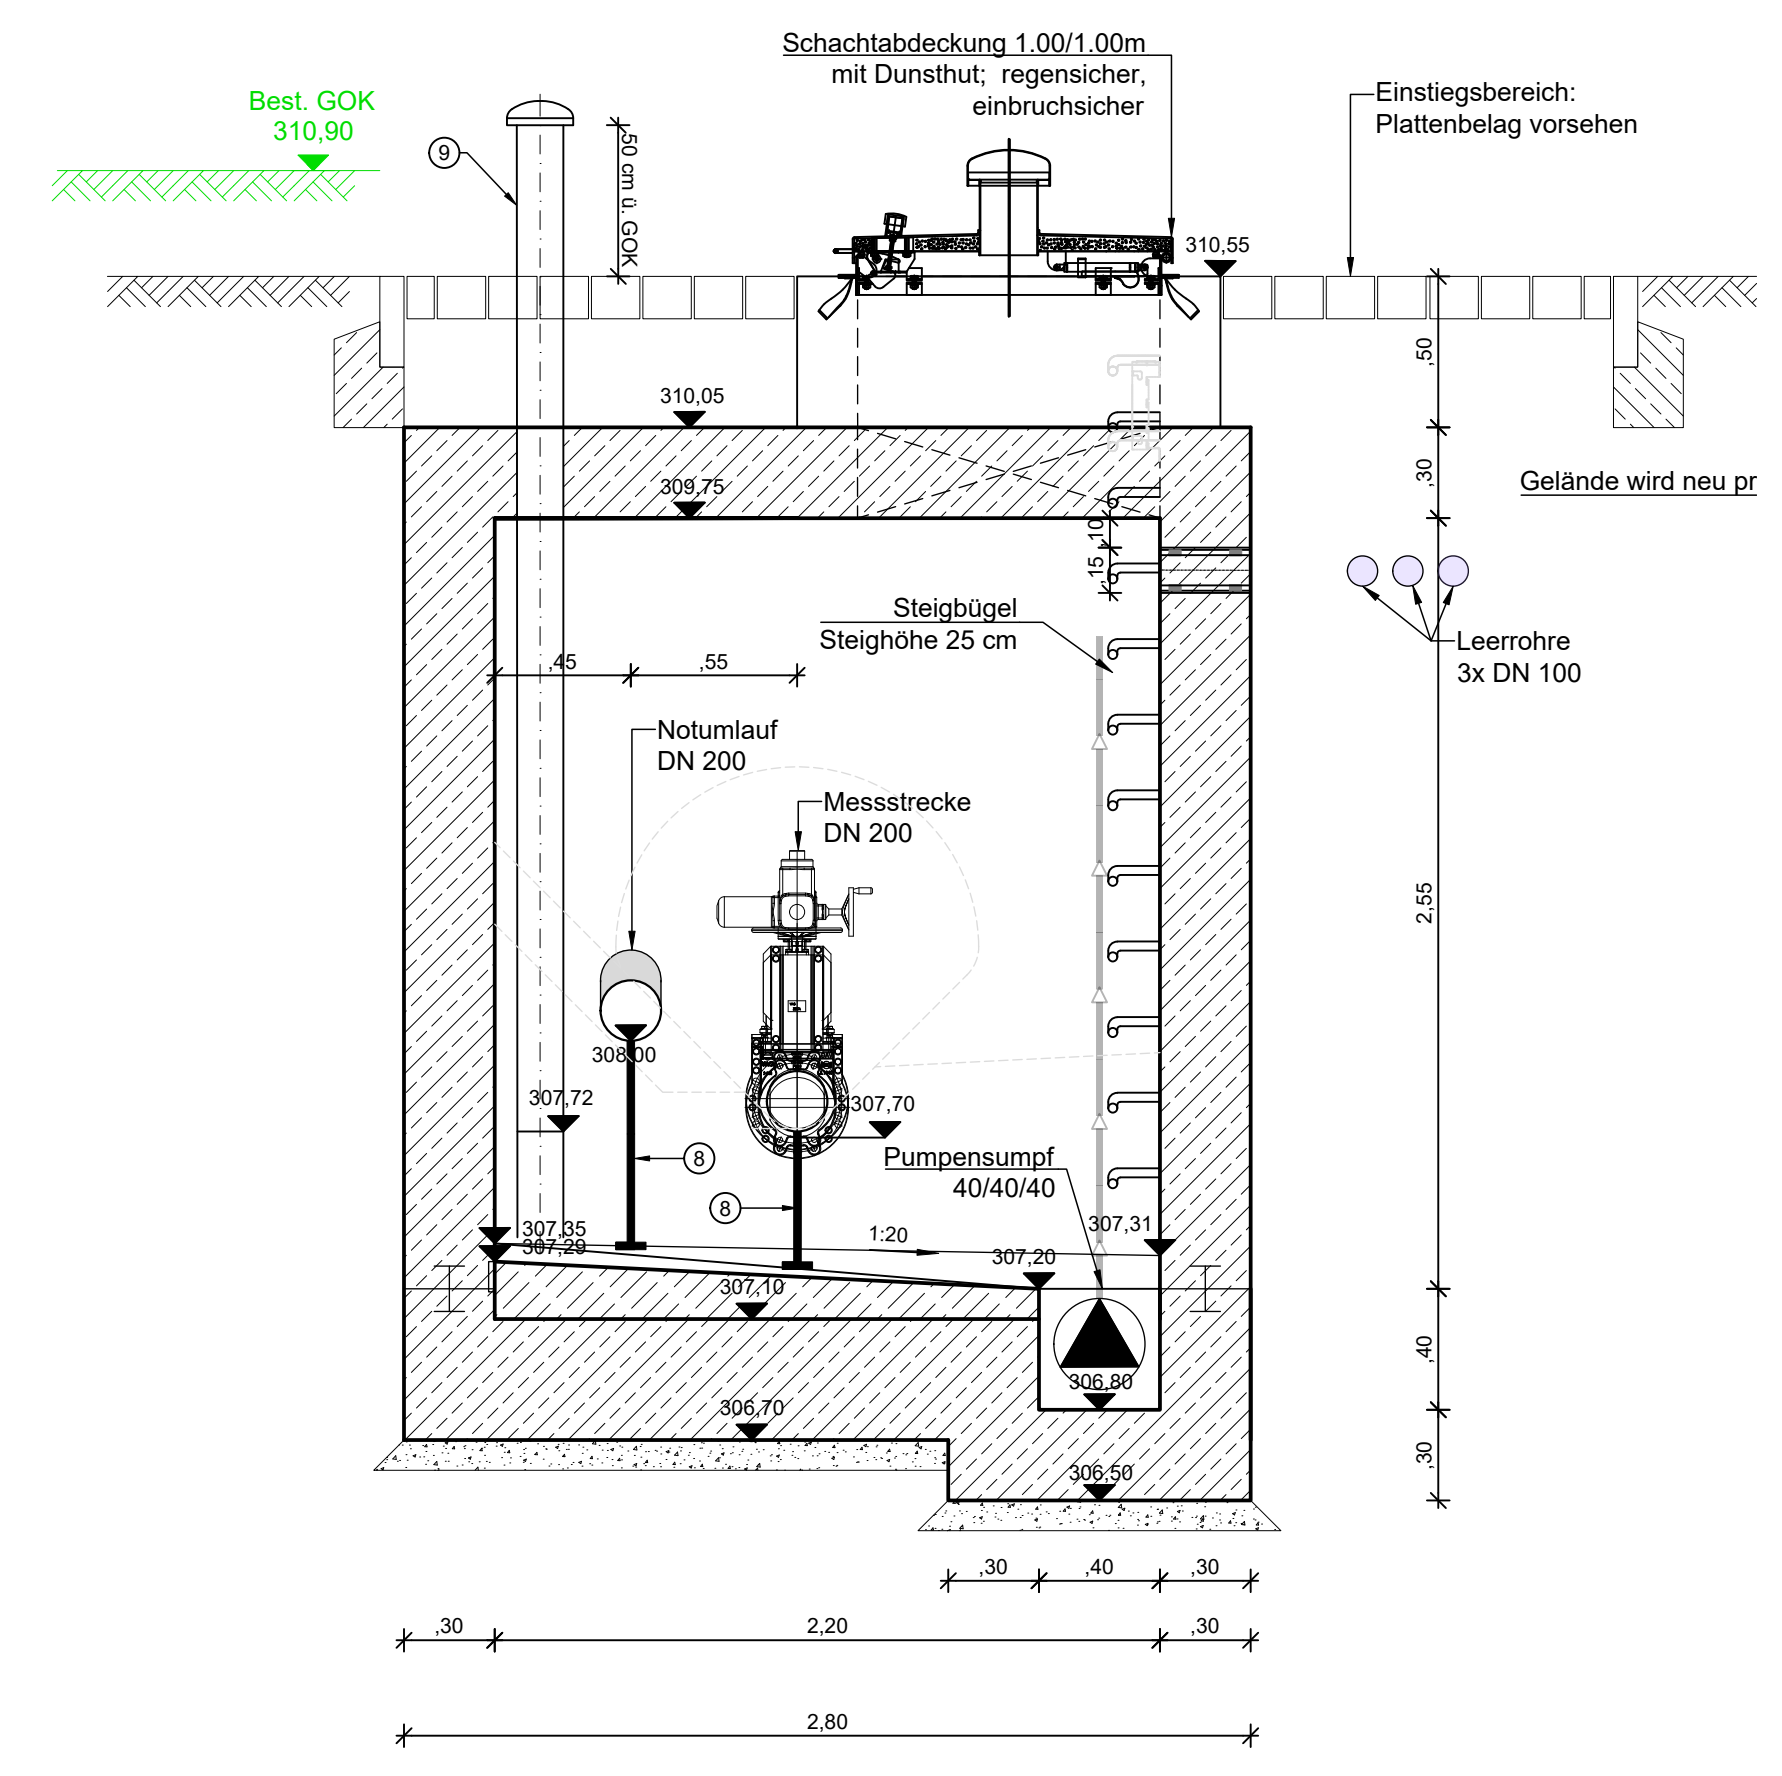 Schachtabdeckung 1.00/1.00m
mit Dunsthut; regensicher,
einbruchsicher
Best. GOK
310,90
Einstiegsbereich:
Plattenbelag vorsehen
9
50 cm ü. GOK
310,55
,50
310,05
,30
309,75
Gelände wird neu pr
,10
,15
Steigbügel
Steighöhe 25 cm
Leerrohre
3x DN 100
,45
,55
Notumlauf
DN 200
Messstrecke
DN 200
2,55
308,00
307,72
307,70
8
Pumpensumpf
40/40/40
8
307,35
307,29
1:20
307,31
307,20
307,10
,40
306,80
306,70
,30
306,50
,30
,40
,30
,30
2,20
,30
2,80